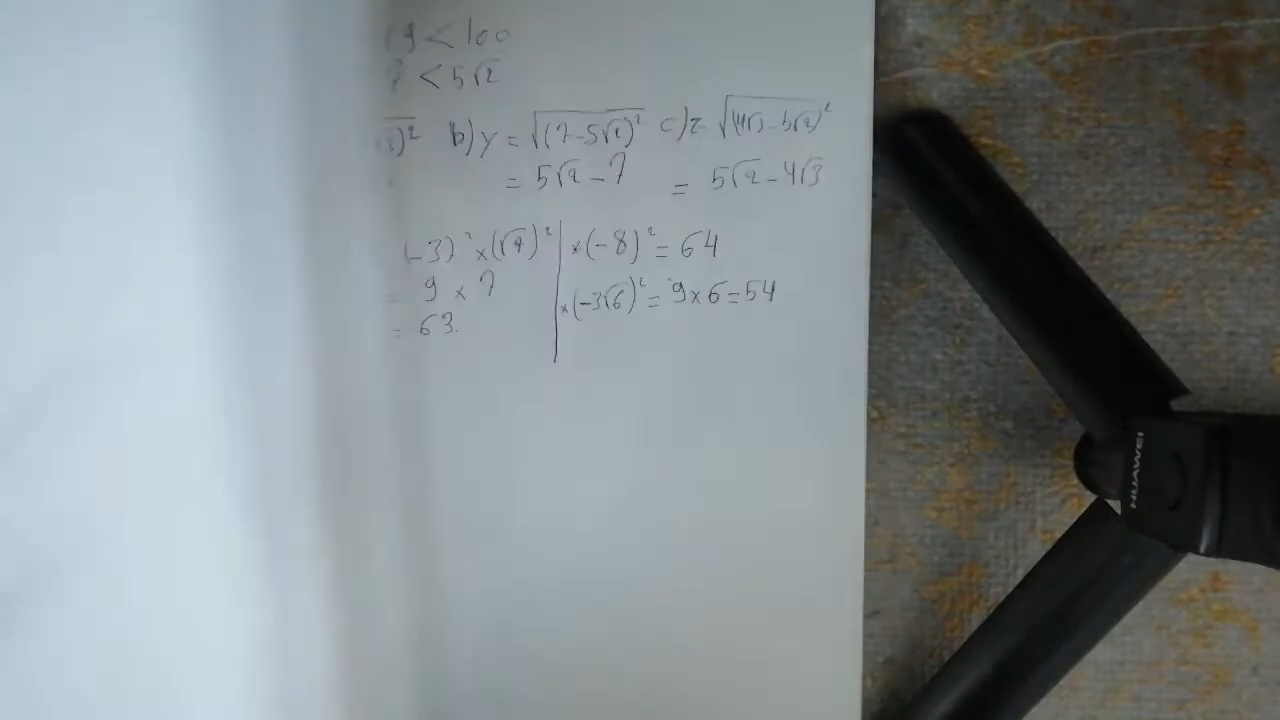 9 < 100
7 < 5√2
)² b) y = √(7-5√2)² c) z = √(4√3-5√2)²
= 5√2 - 7 = 5√2 - 4√3
(-3)² × (√7)² * (-8)² = 64
= 9 × 7 * (-3√6)² = 9 × 6 = 54
= 63.
HUAWEI